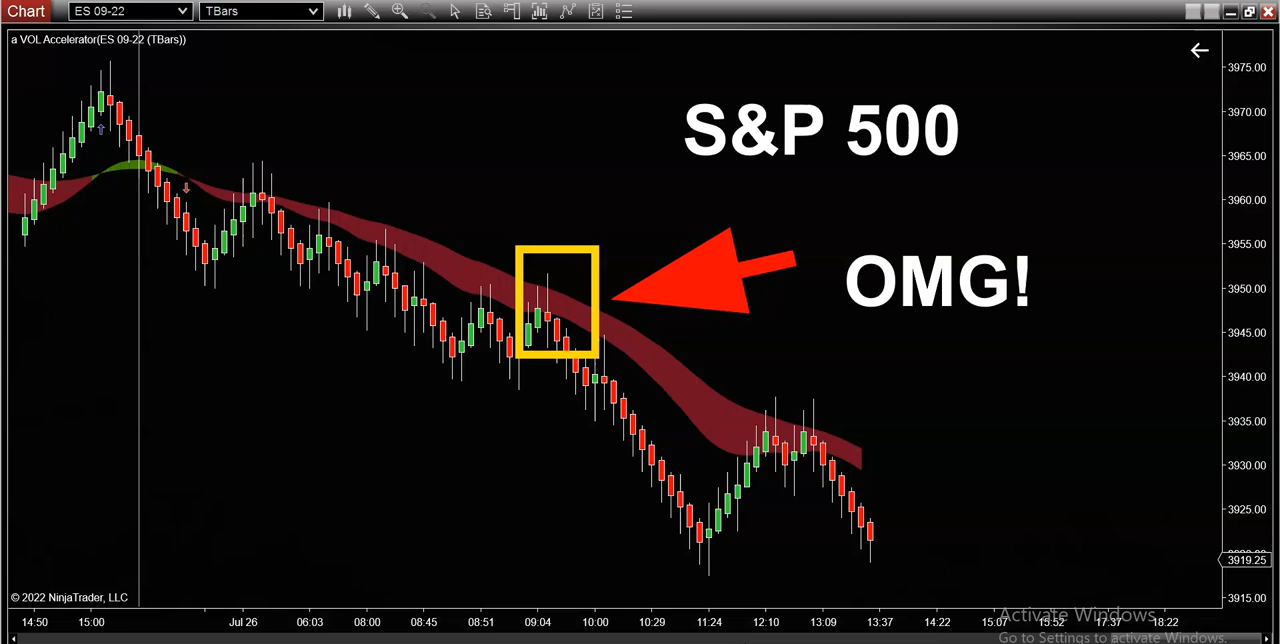 Chart ES 09-22 TBars
a VOL Accelerator(ES 09-22 (TBars))
3975.00
S&P 500
3970.00
3965.00
3960.00
3955.00
OMG!
3950.00
3945.00
3940.00
3935.00
3930.00
3925.00
3919.25
3915.00
© 2022 NinjaTrader, LLC
14:50 15:00 Jul 26 06:03 08:00 08:45 08:51 09:04 10:00 10:29 11:24 12:10 13:09 13:37 14:22 15:07 15:52 17:37 18:22
Activate Windows
Go to Settings to activate Windows.